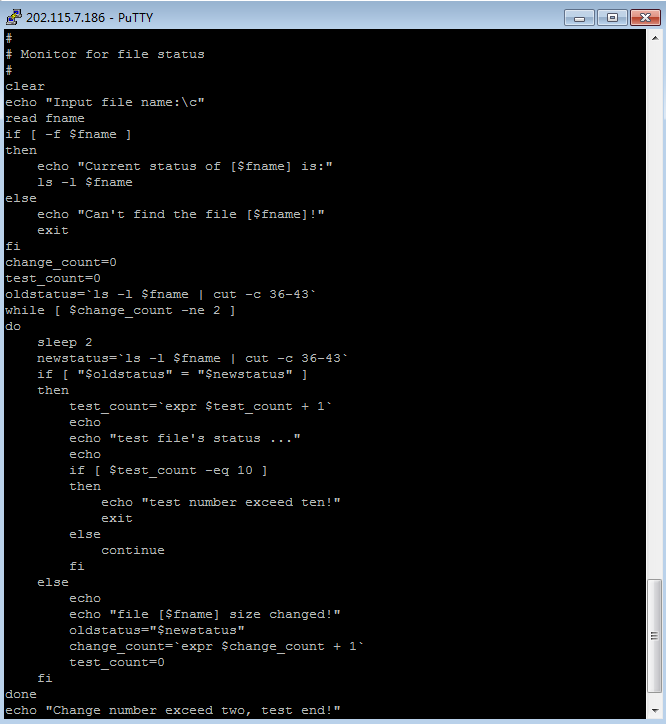 202.115.7.186 - PuTTY
#
# Monitor for file status
#
clear
echo "Input file name:\c"
read fname
if [ -f $fname ]
then
    echo "Current status of [$fname] is:"
    ls -l $fname
else
    echo "Can't find the file [$fname]!"
    exit
fi
change_count=0
test_count=0
oldstatus=`ls -l $fname | cut -c 36-43`
while [ $change_count -ne 2 ]
do
    sleep 2
    newstatus=`ls -l $fname | cut -c 36-43`
    if [ "$oldstatus" = "$newstatus" ]
    then
        test_count=`expr $test_count + 1`
        echo
        echo "test file's status ..."
        echo
        if [ $test_count -eq 10 ]
        then
            echo "test number exceed ten!"
            exit
        else
            continue
        fi
    else
        echo
        echo "file [$fname] size changed!"
        oldstatus="$newstatus"
        change_count=`expr $change_count + 1`
        test_count=0
    fi
done
echo "Change number exceed two, test end!"